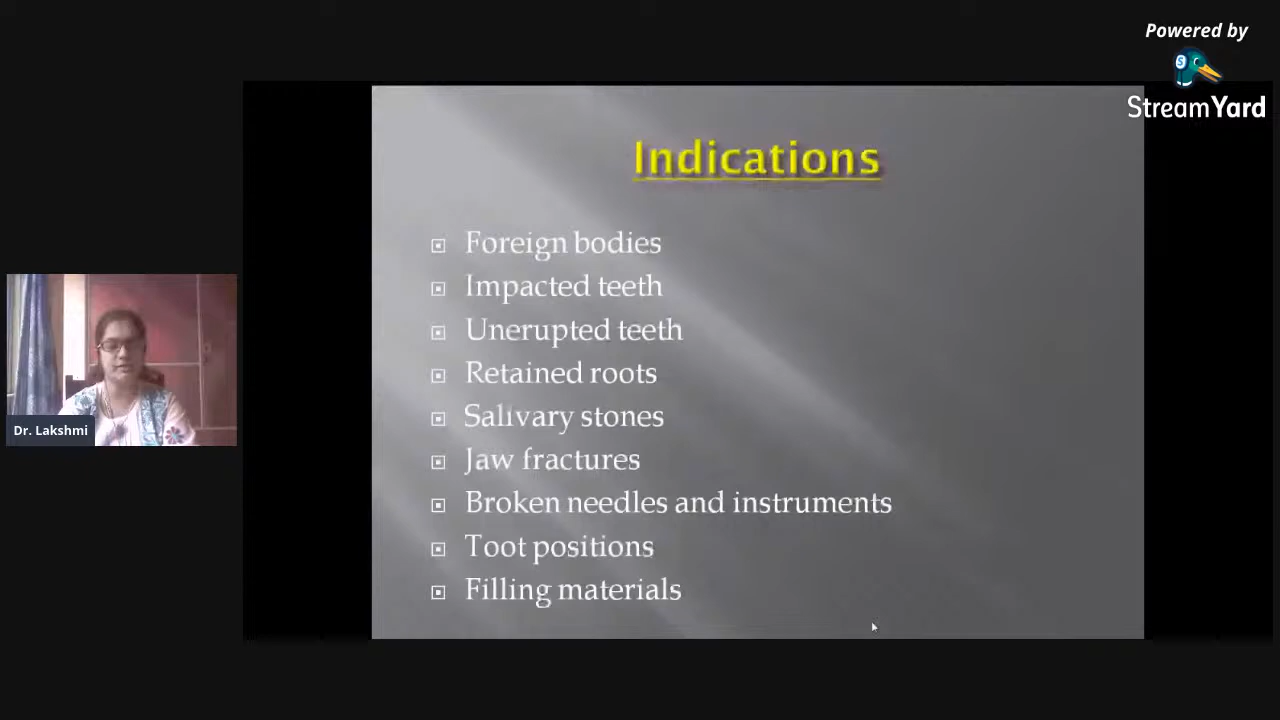 Powered by
StreamYard
Indications
Foreign bodies
Impacted teeth
Unerupted teeth
Retained roots
Salivary stones
Jaw fractures
Broken needles and instruments
Toot positions
Filling materials
Dr. Lakshmi